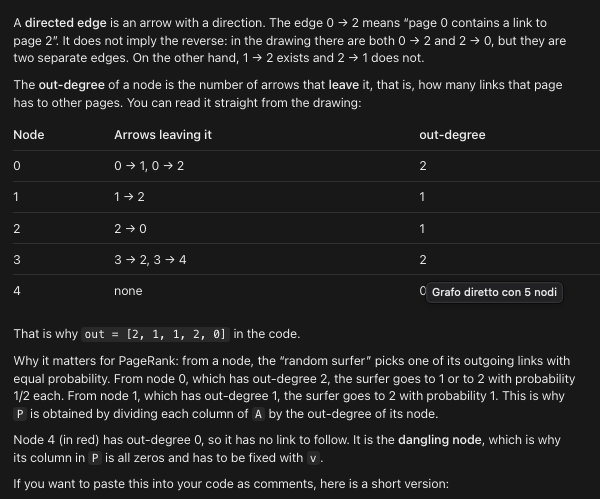 A directed edge is an arrow with a direction. The edge 0 → 2 means “page 0 contains a link to
page 2”. It does not imply the reverse: in the drawing there are both 0 → 2 and 2 → 0, but they are
two separate edges. On the other hand, 1 → 2 exists and 2 → 1 does not.
The out-degree of a node is the number of arrows that leave it, that is, how many links that page
has to other pages. You can read it straight from the drawing:
Node Arrows leaving it out-degree
0 0 → 1, 0 → 2 2
1 1 → 2 1
2 2 → 0 1
3 3 → 2, 3 → 4 2
4 none 0 Grafo diretto con 5 nodi
That is why out = [2, 1, 1, 2, 0] in the code.
Why it matters for PageRank: from a node, the “random surfer” picks one of its outgoing links with
equal probability. From node 0, which has out-degree 2, the surfer goes to 1 or to 2 with probability
1/2 each. From node 1, which has out-degree 1, the surfer goes to 2 with probability 1. This is why
P is obtained by dividing each column of A by the out-degree of its node.
Node 4 (in red) has out-degree 0, so it has no link to follow. It is the dangling node, which is why
its column in P is all zeros and has to be fixed with v.
If you want to paste this into your code as comments, here is a short version: